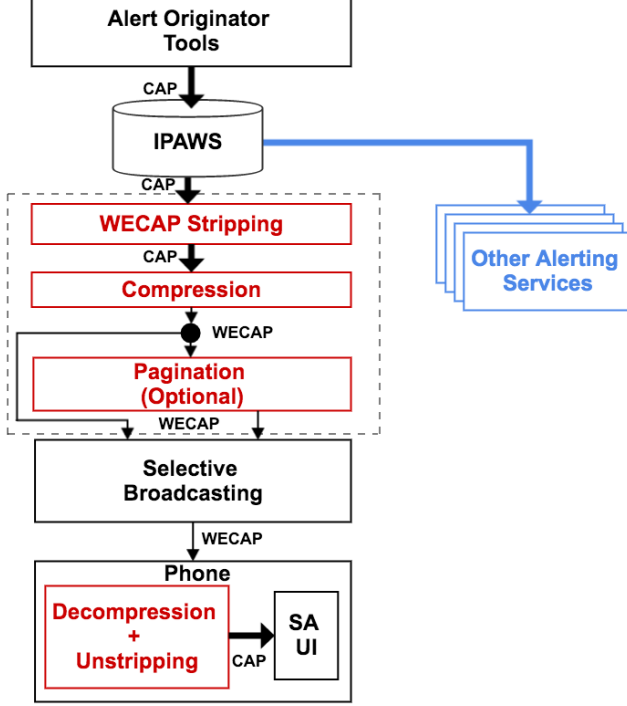 Alert Originator
Tools
CAP
IPAWS
CAP
WECAP Stripping
CAP
Compression
WECAP
Pagination
(Optional)
WECAP
Selective
Broadcasting
WECAP
Phone
Decompression
+
Unstripping
CAP
SA
UI
Other Alerting
Services